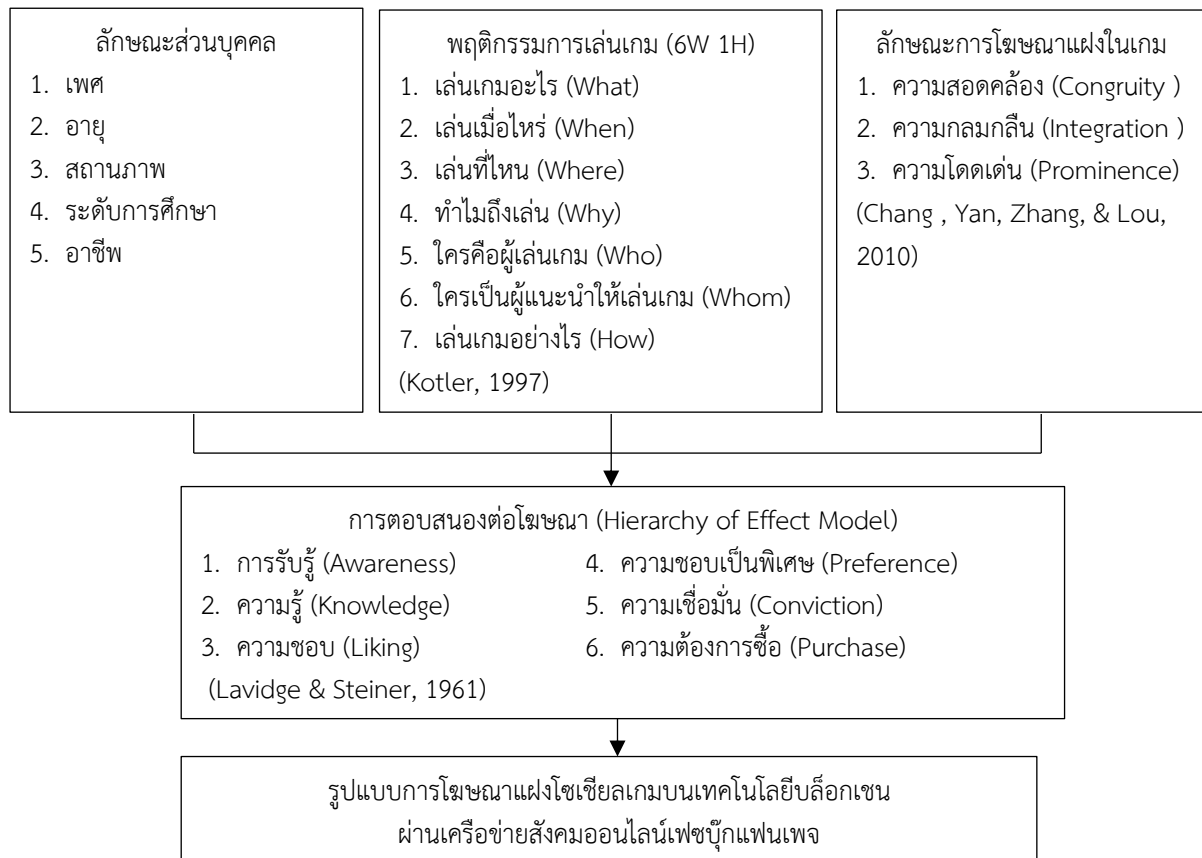 ลักษณะส่วนบุคคล
1. เพศ
2. อายุ
3. สถานภาพ
4. ระดับการศึกษา
5. อาชีพ
พฤติกรรมการเล่นเกม (6W 1H)
1. เล่นเกมอะไร (What)
2. เล่นเมื่อไหร่ (When)
3. เล่นที่ไหน (Where)
4. ทำไมถึงเล่น (Why)
5. ใครคือผู้เล่นเกม (Who)
6. ใครเป็นผู้แนะนำให้เล่นเกม (Whom)
7. เล่นเกมอย่างไร (How)
(Kotler, 1997)
ลักษณะการโฆษณาแฝงในเกม
1. ความสอดคล้อง (Congruity )
2. ความกลมกลืน (Integration )
3. ความโดดเด่น (Prominence)
(Chang , Yan, Zhang, & Lou,
2010)
การตอบสนองต่อโฆษณา (Hierarchy of Effect Model)
1. การรับรู้ (Awareness)
2. ความรู้ (Knowledge)
3. ความชอบ (Liking)
(Lavidge & Steiner, 1961)
4. ความชอบเป็นพิเศษ (Preference)
5. ความเชื่อมั่น (Conviction)
6. ความต้องการซื้อ (Purchase)
รูปแบบการโฆษณาแฝงโซเชียลเกมบนเทคโนโลยีบล็อกเชน
ผ่านเครือข่ายสังคมออนไลน์เฟซบุ๊กแฟนเพจ